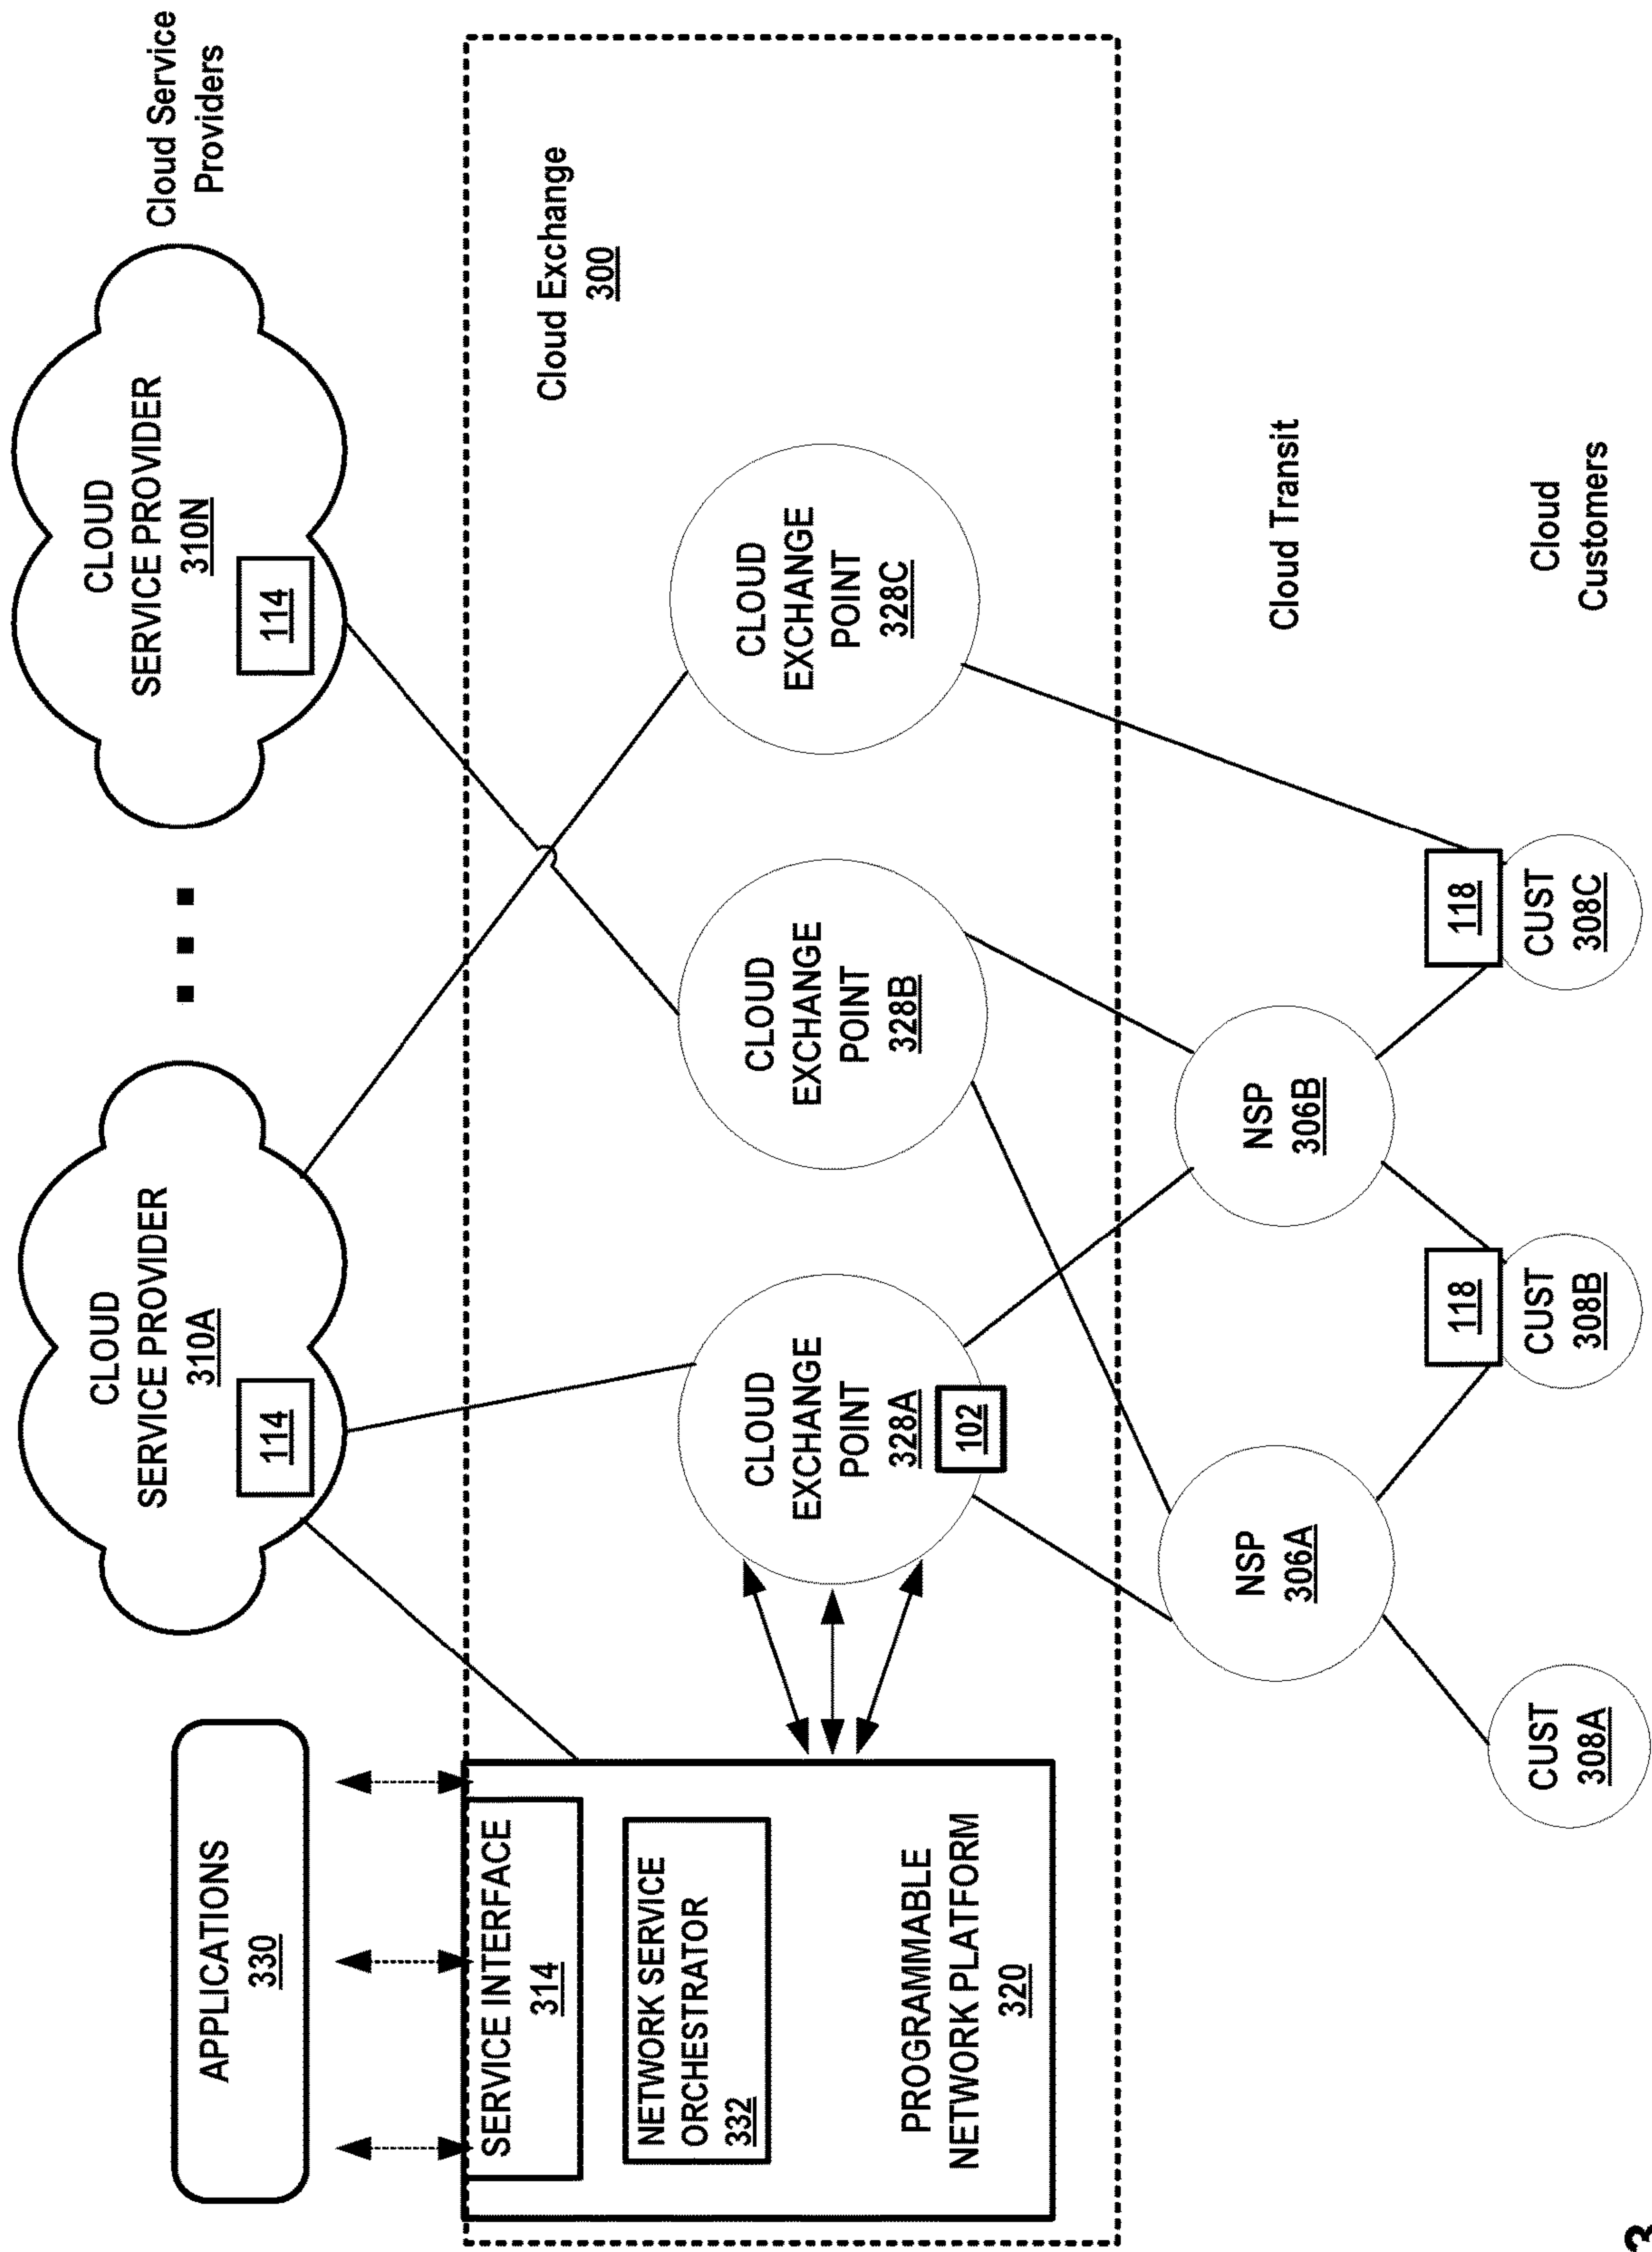 APPLICATIONS
330
CLOUD
SERVICE PROVIDER
310A
114
CLOUD
SERVICE PROVIDER
310N
114
Cloud Service
Providers
SERVICE INTERFACE
314
NETWORK SERVICE
ORCHESTRATOR
332
PROGRAMMABLE
NETWORK PLATFORM
320
CLOUD
EXCHANGE
POINT
328A
102
CLOUD
EXCHANGE
POINT
328B
CLOUD
EXCHANGE
POINT
328C
Cloud Exchange
300
NSP
306A
NSP
306B
Cloud Transit
CUST
308A
118
CUST
308B
118
CUST
308C
Cloud
Customers
3